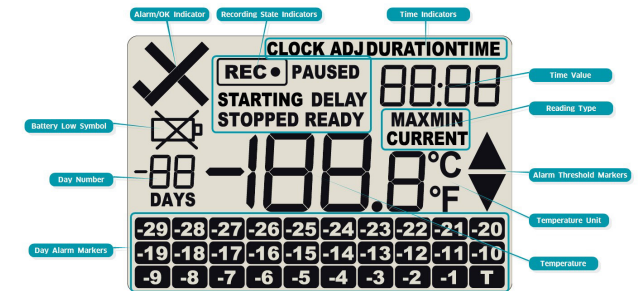 Alarm/OK Indicator
Recording State Indicators
Time Indicators
CLOCK ADJ DURATION TIME
REC● PAUSED
88:88
Time Value
STARTING DELAY
STOPPED READY
MAXMIN
CURRENT
Reading Type
Battery Low Symbol
Day Number
-88
DAYS
-188.8
°C
°F
Alarm Threshold Markers
Temperature Unit
Temperature
Day Alarm Markers
-29 -28 -27 -26 -25 -24 -23 -22 -21 -20
-19 -18 -17 -16 -15 -14 -13 -12 -11 -10
-9 -8 -7 -6 -5 -4 -3 -2 -1 T